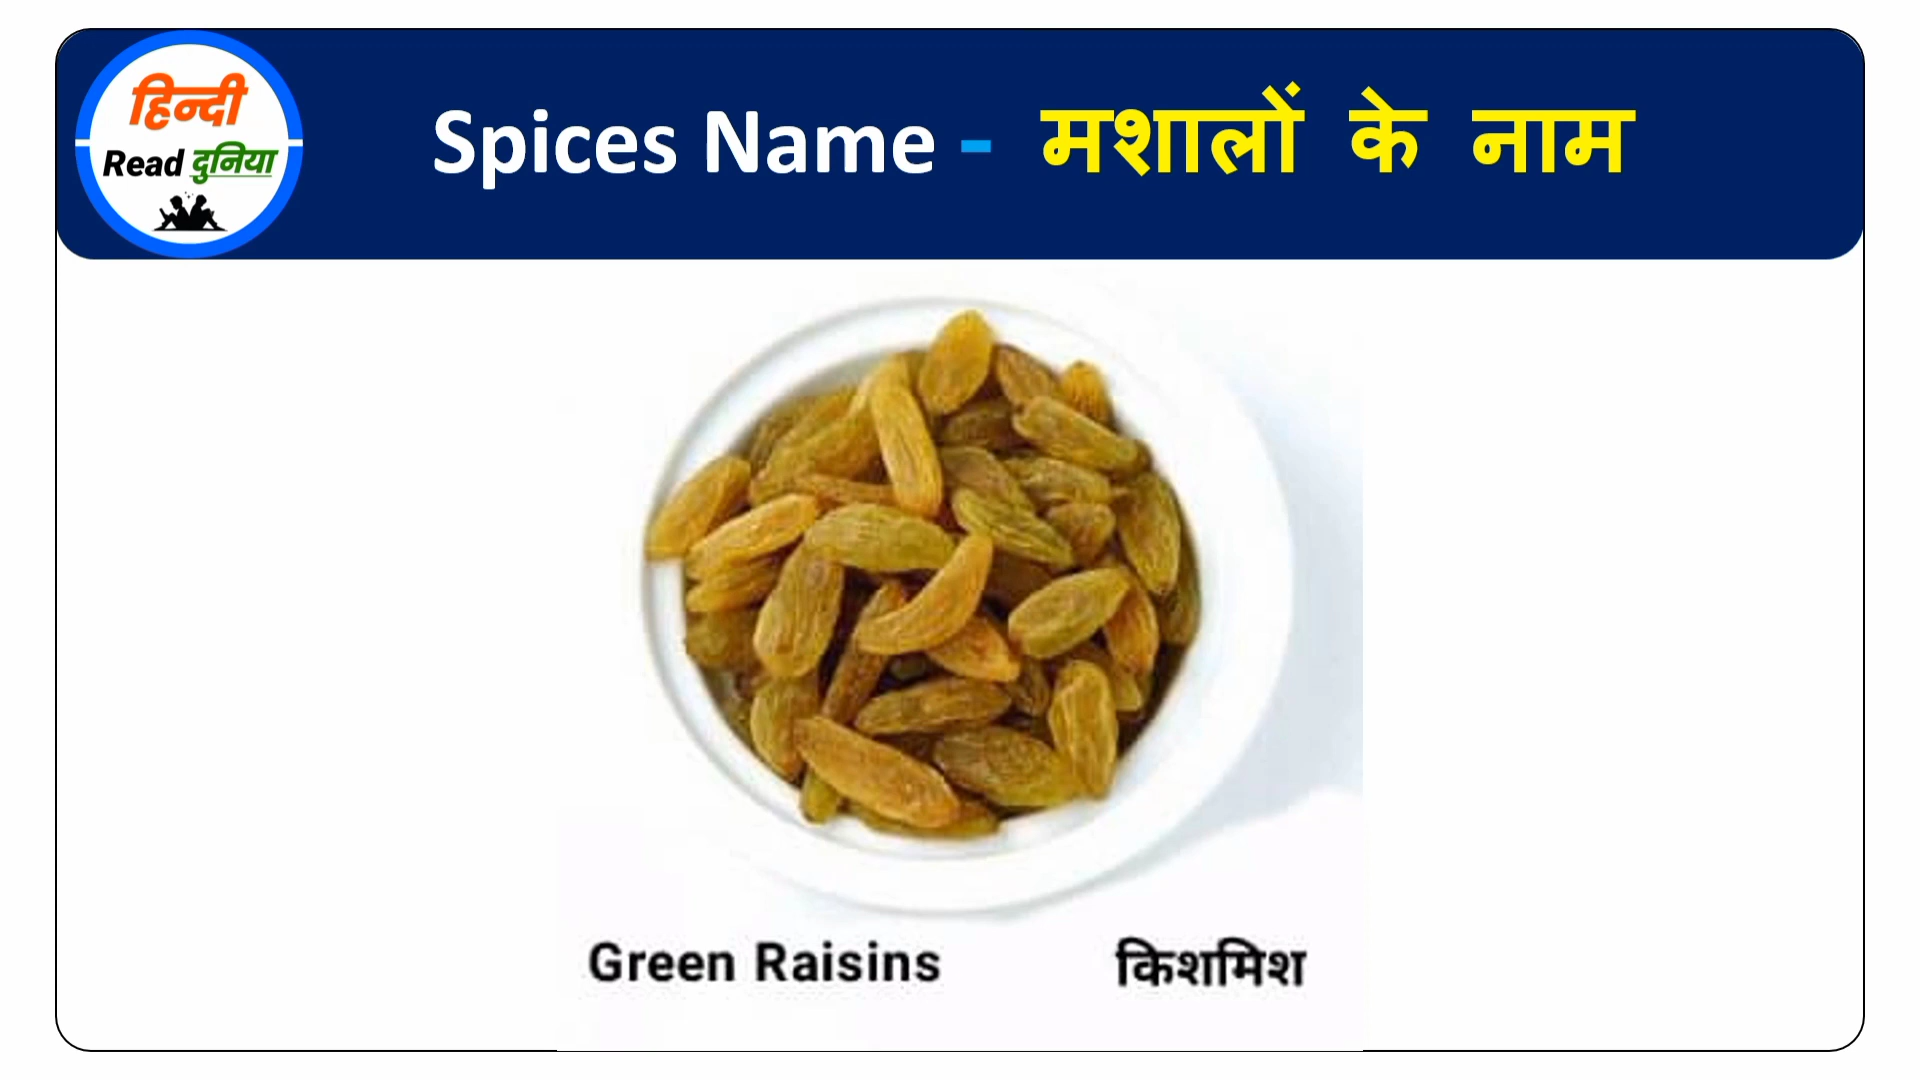 हिन्दी
Read दुनिया
Spices Name - मशालों के नाम
Green Raisins किशमिश